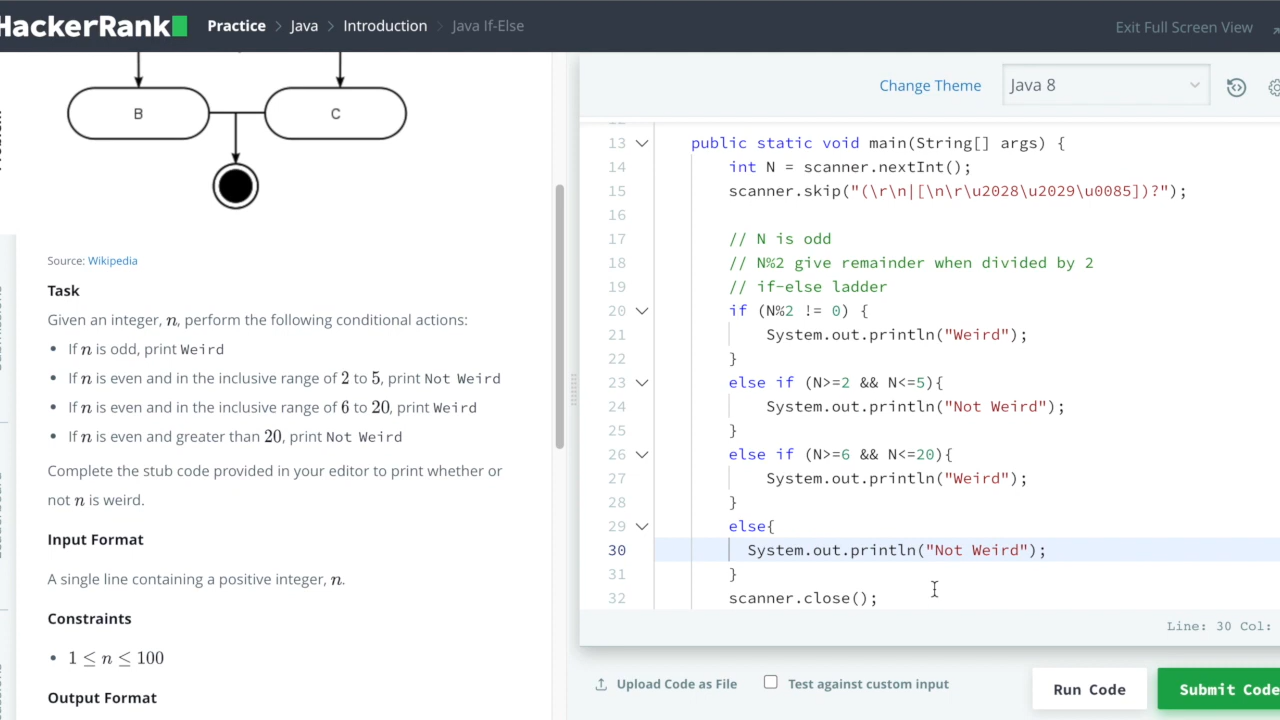 HackerRank Practice > Java > Introduction > Java If-Else Exit Full Screen View
B C
Source: Wikipedia
Task
Given an integer, n, perform the following conditional actions:
• If n is odd, print Weird
• If n is even and in the inclusive range of 2 to 5, print Not Weird
• If n is even and in the inclusive range of 6 to 20, print Weird
• If n is even and greater than 20, print Not Weird
Complete the stub code provided in your editor to print whether or
not n is weird.
Input Format
A single line containing a positive integer, n.
Constraints
• 1 ≤ n ≤ 100
Output Format
Change Theme Java 8
13 public static void main(String[] args) {
14 int N = scanner.nextInt();
15 scanner.skip("(\r\n|[\n\r\u2028\u2029\u0085])?");
16
17 // N is odd
18 // N%2 give remainder when divided by 2
19 // if-else ladder
20 if (N%2 != 0) {
21 System.out.println("Weird");
22 }
23 else if (N>=2 && N<=5){
24 System.out.println("Not Weird");
25 }
26 else if (N>=6 && N<=20){
27 System.out.println("Weird");
28 }
29 else{
30 System.out.println("Not Weird");
31 }
32 scanner.close();
Line: 30 Col:
Upload Code as File Test against custom input Run Code Submit Code